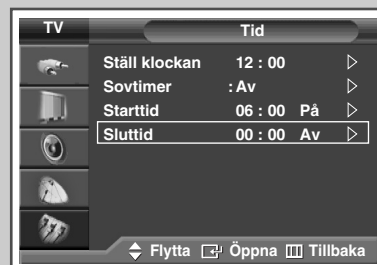 TV Tid
Ställ klockan 12 : 00
Sovtimer : Av
Starttid 06 : 00 På
Sluttid 00 : 00 Av
Flytta Öppna Tillbaka